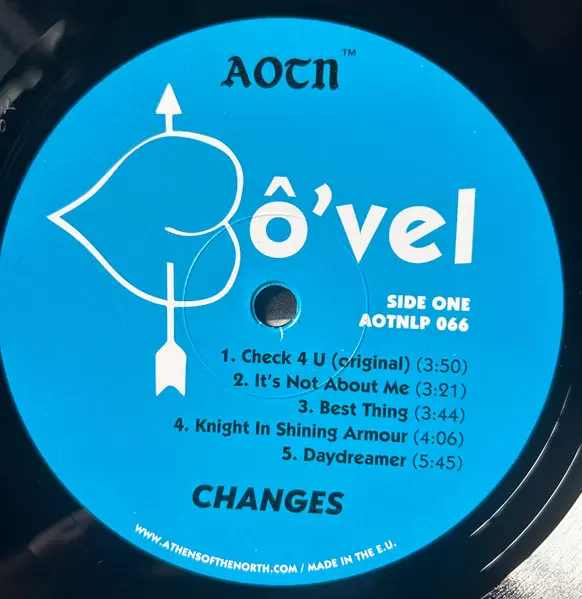 AOTN™
Bô'vel
SIDE ONE
AOTNLP 066
1. Check 4 U (original) (3:50)
2. It's Not About Me (3:21)
3. Best Thing (3:44)
4. Knight In Shining Armour (4:06)
5. Daydreamer (5:45)
CHANGES
WWW.ATHENSOFTHENORTH.COM / MADE IN THE E.U.